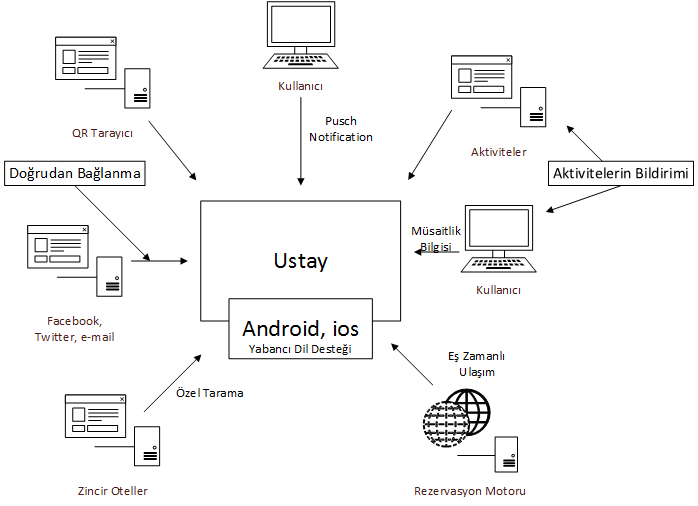 Kullanıcı
QR Tarayıcı
Pusch
Notification
Aktiviteler
Doğrudan Bağlanma
Aktivitelerin Bildirimi
Müsaitlik
Bilgisi
Ustay
Kullanıcı
Facebook,
Twitter, e-mail
Android, ios
Yabancı Dil Desteği
Eş Zamanlı
Ulaşım
Özel Tarama
Zincir Oteller
Rezervasyon Motoru